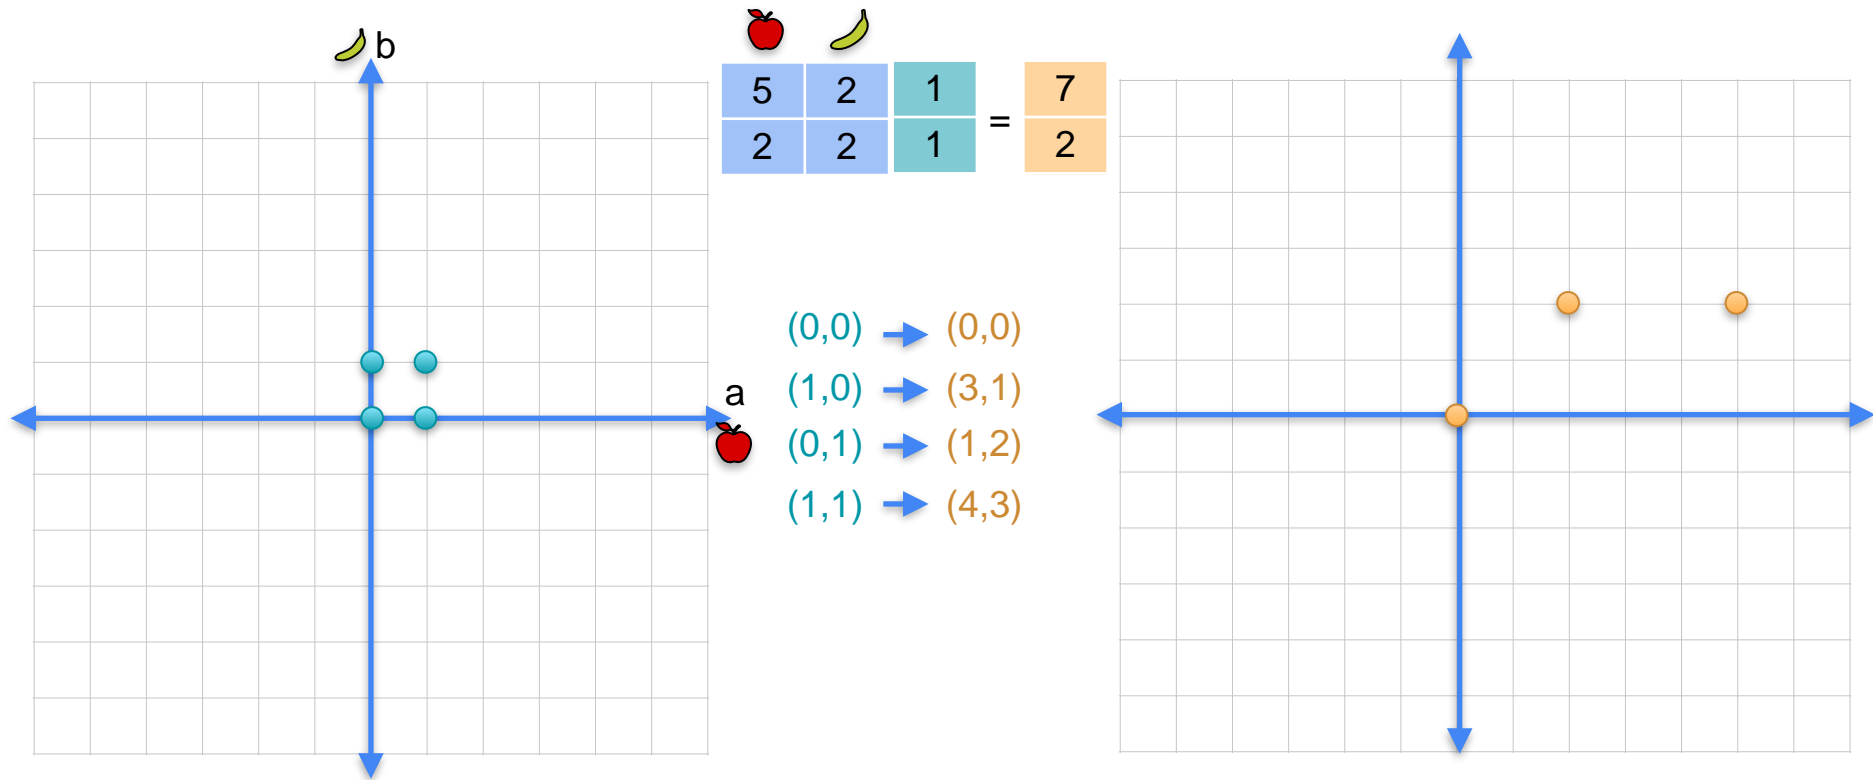 b
5 2 1 = 7
2 2 1 2
(0,0) (0,0)
a
(1,0) (3,1)
(0,1) (1,2)
(1,1) (4,3)